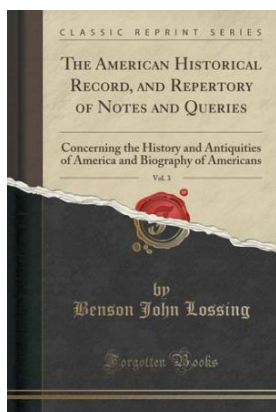 CLASSIC REPRINT SERIES
THE AMERICAN HISTORICAL
RECORD, AND REPERTORY
OF NOTES AND QUERIES
Concerning the History and Antiquities
of America and Biography of Americans
Vol. 3
by
Benson John Lossing
Forgotten Books